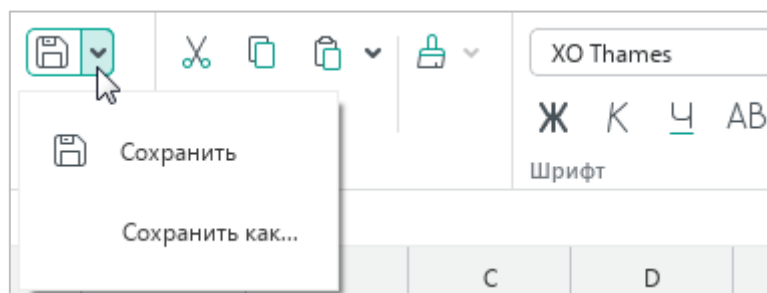 XO Thames
Ж К Ч АВ
Шрифт
Сохранить
Сохранить как...
C D